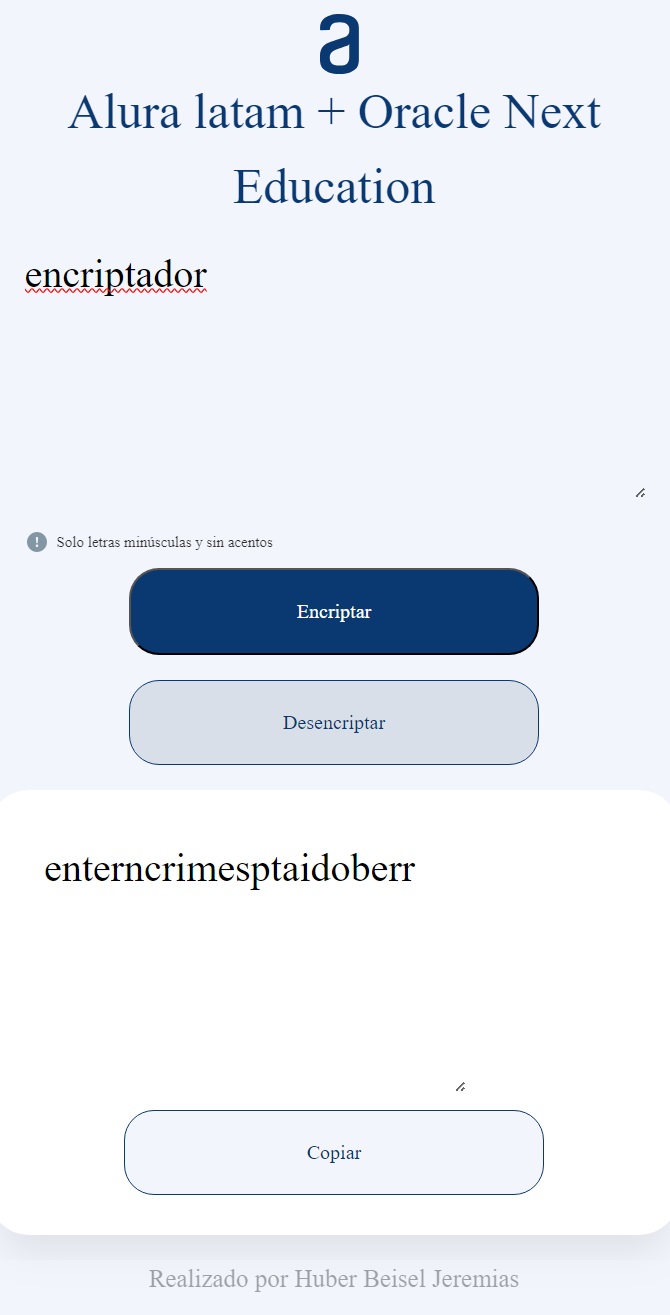 a
Alura latam + Oracle Next
Education
encriptador
! Solo letras minúsculas y sin acentos
Encriptar
Desencriptar
enterncrimesptaidoberr
Copiar
Realizado por Huber Beisel Jeremias